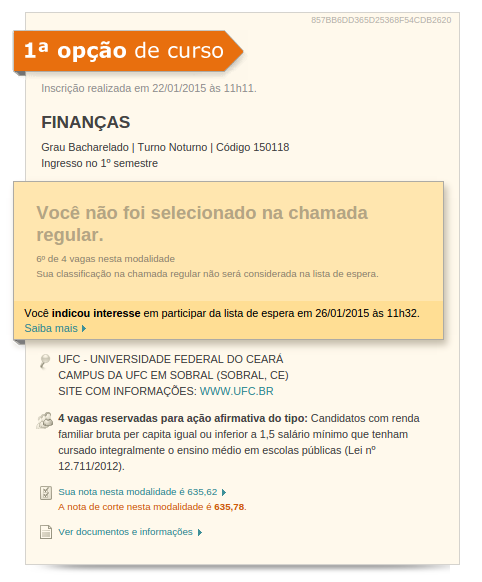 857BB6DD365D25368F54CDB2620
1ª opção de curso
Inscrição realizada em 22/01/2015 às 11h11.
FINANÇAS
Grau Bacharelado | Turno Noturno | Código 150118
Ingresso no 1º semestre
Você não foi selecionado na chamada
regular.
6º de 4 vagas nesta modalidade
Sua classificação na chamada regular não será considerada na lista de espera.
Você indicou interesse em participar da lista de espera em 26/01/2015 às 11h32.
Saiba mais
UFC - UNIVERSIDADE FEDERAL DO CEARÁ
CAMPUS DA UFC EM SOBRAL (SOBRAL, CE)
SITE COM INFORMAÇÕES: WWW.UFC.BR
4 vagas reservadas para ação afirmativa do tipo: Candidatos com renda
familiar bruta per capita igual ou inferior a 1,5 salário mínimo que tenham
cursado integralmente o ensino médio em escolas públicas (Lei nº
12.711/2012).
Sua nota nesta modalidade é 635,62
A nota de corte nesta modalidade é 635,78.
Ver documentos e informações